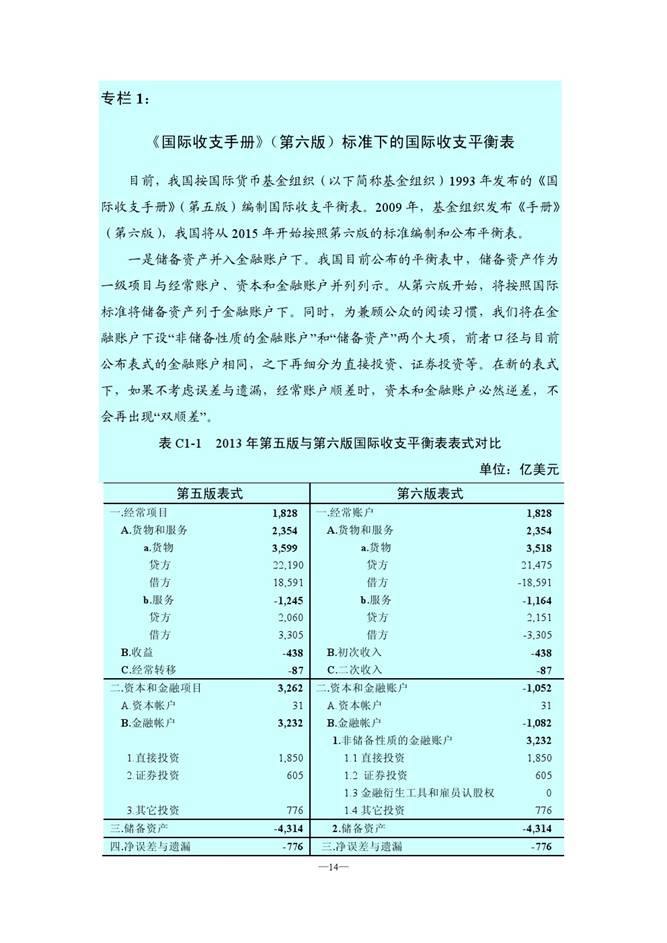 专栏 1：
《国际收支手册》（第六版）标准下的国际收支平衡表
目前，我国按国际货币基金组织（以下简称基金组织）1993 年发布的《国
际收支手册》（第五版）编制国际收支平衡表。2009 年，基金组织发布《手册》
（第六版），我国将从 2015 年开始按照第六版的标准编制和公布平衡表。
一是储备资产并入金融账户下。我国目前公布的平衡表中，储备资产作为
一级项目与经常账户、资本和金融账户并列列示。从第六版开始，将按照国际
标准将储备资产列于金融账户下。同时，为兼顾公众的阅读习惯，我们将在金
融账户下设“非储备性质的金融账户”和“储备资产”两个大项，前者口径与目前
公布表式的金融账户相同，之下再细分为直接投资、证券投资等。在新的表式
下，如果不考虑误差与遗漏，经常账户顺差时，资本和金融账户必然逆差，不
会再出现“双顺差”。
表 C1-1 2013 年第五版与第六版国际收支平衡表表式对比
单位：亿美元
第五版表式 第六版表式
一.经常项目 1,828 一.经常账户 1,828
A.货物和服务 2,354 A.货物和服务 2,354
a.货物 3,599 a.货物 3,518
贷方 22,190 贷方 21,475
借方 18,591 借方 -18,591
b.服务 -1,245 b.服务 -1,164
贷方 2,060 贷方 2,151
借方 3,305 借方 -3,305
B.收益 -438 B.初次收入 -438
C.经常转移 -87 C.二次收入 -87
二.资本和金融项目 3,262 二.资本和金融账户 -1,052
A.资本帐户 31 A.资本帐户 31
B.金融帐户 3,232 B.金融帐户 -1,082
1.非储备性质的金融账户 3,232
1.直接投资 1,850 1.1 直接投资 1,850
2.证券投资 605 1.2 证券投资 605
1.3 金融衍生工具和雇员认股权 0
3.其它投资 776 1.4 其它投资 776
三.储备资产 -4,314 2.储备资产 -4,314
四.净误差与遗漏 -776 三.净误差与遗漏 -776
—14—